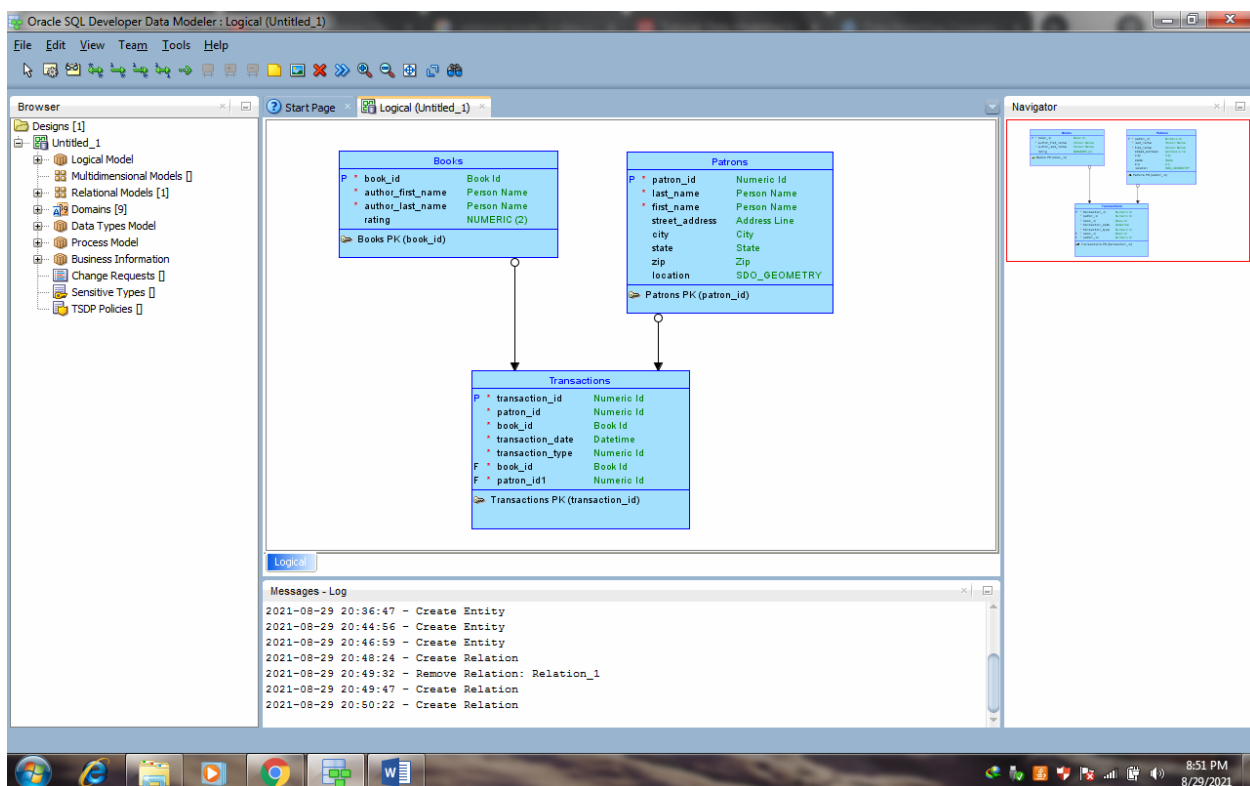 Oracle SQL Developer Data Modeler : Logical (Untitled_1)
File Edit View Team Tools Help
Browser
Designs [1]
Untitled_1
Logical Model
Multidimensional Models []
Relational Models [1]
Domains [9]
Data Types Model
Process Model
Business Information
Change Requests []
Sensitive Types []
TSDP Policies []
Start Page
Logical (Untitled_1)
Books
P * book_id Book Id
* author_first_name Person Name
* author_last_name Person Name
rating NUMERIC (2)
Books PK (book_id)
Patrons
P * patron_id Numeric Id
* last_name Person Name
* first_name Person Name
street_address Address Line
city City
state State
zip Zip
location SDO_GEOMETRY
Patrons PK (patron_id)
Transactions
P * transaction_id Numeric Id
* patron_id Numeric Id
* book_id Book Id
* transaction_date Datetime
* transaction_type Numeric Id
F * book_id Book Id
F * patron_id1 Numeric Id
Transactions PK (transaction_id)
Logical
Messages - Log
2021-08-29 20:36:47 - Create Entity
2021-08-29 20:44:56 - Create Entity
2021-08-29 20:46:59 - Create Entity
2021-08-29 20:48:24 - Create Relation
2021-08-29 20:49:32 - Remove Relation: Relation_1
2021-08-29 20:49:47 - Create Relation
2021-08-29 20:50:22 - Create Relation
Navigator
8:51 PM
8/29/2021